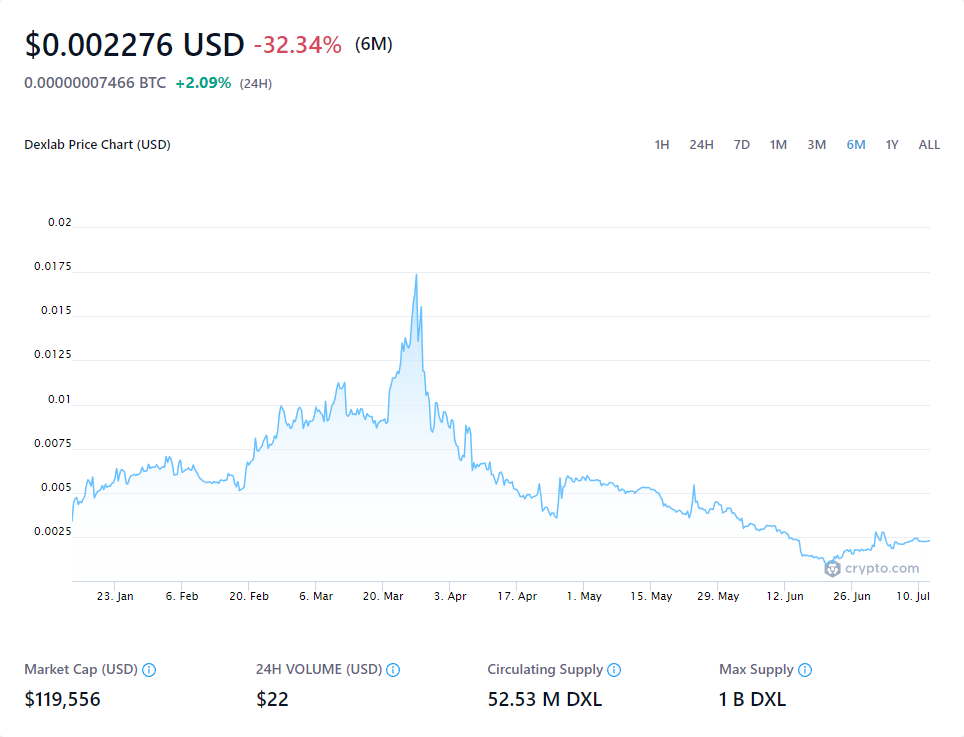 $0.002276 USD -32.34% (6M)
0.00000007466 BTC +2.09% (24H)
Dexlab Price Chart (USD) 1H 24H 7D 1M 3M 6M 1Y ALL
0.02
0.0175
0.015
0.0125
0.01
0.0075
0.005
0.0025
crypto.com
23. Jan 6. Feb 20. Feb 6. Mar 20. Mar 3. Apr 17. Apr 1. May 15. May 29. May 12. Jun 26. Jun 10. Jul
Market Cap (USD) 24H VOLUME (USD) Circulating Supply Max Supply
$119,556 $22 52.53 M DXL 1 B DXL